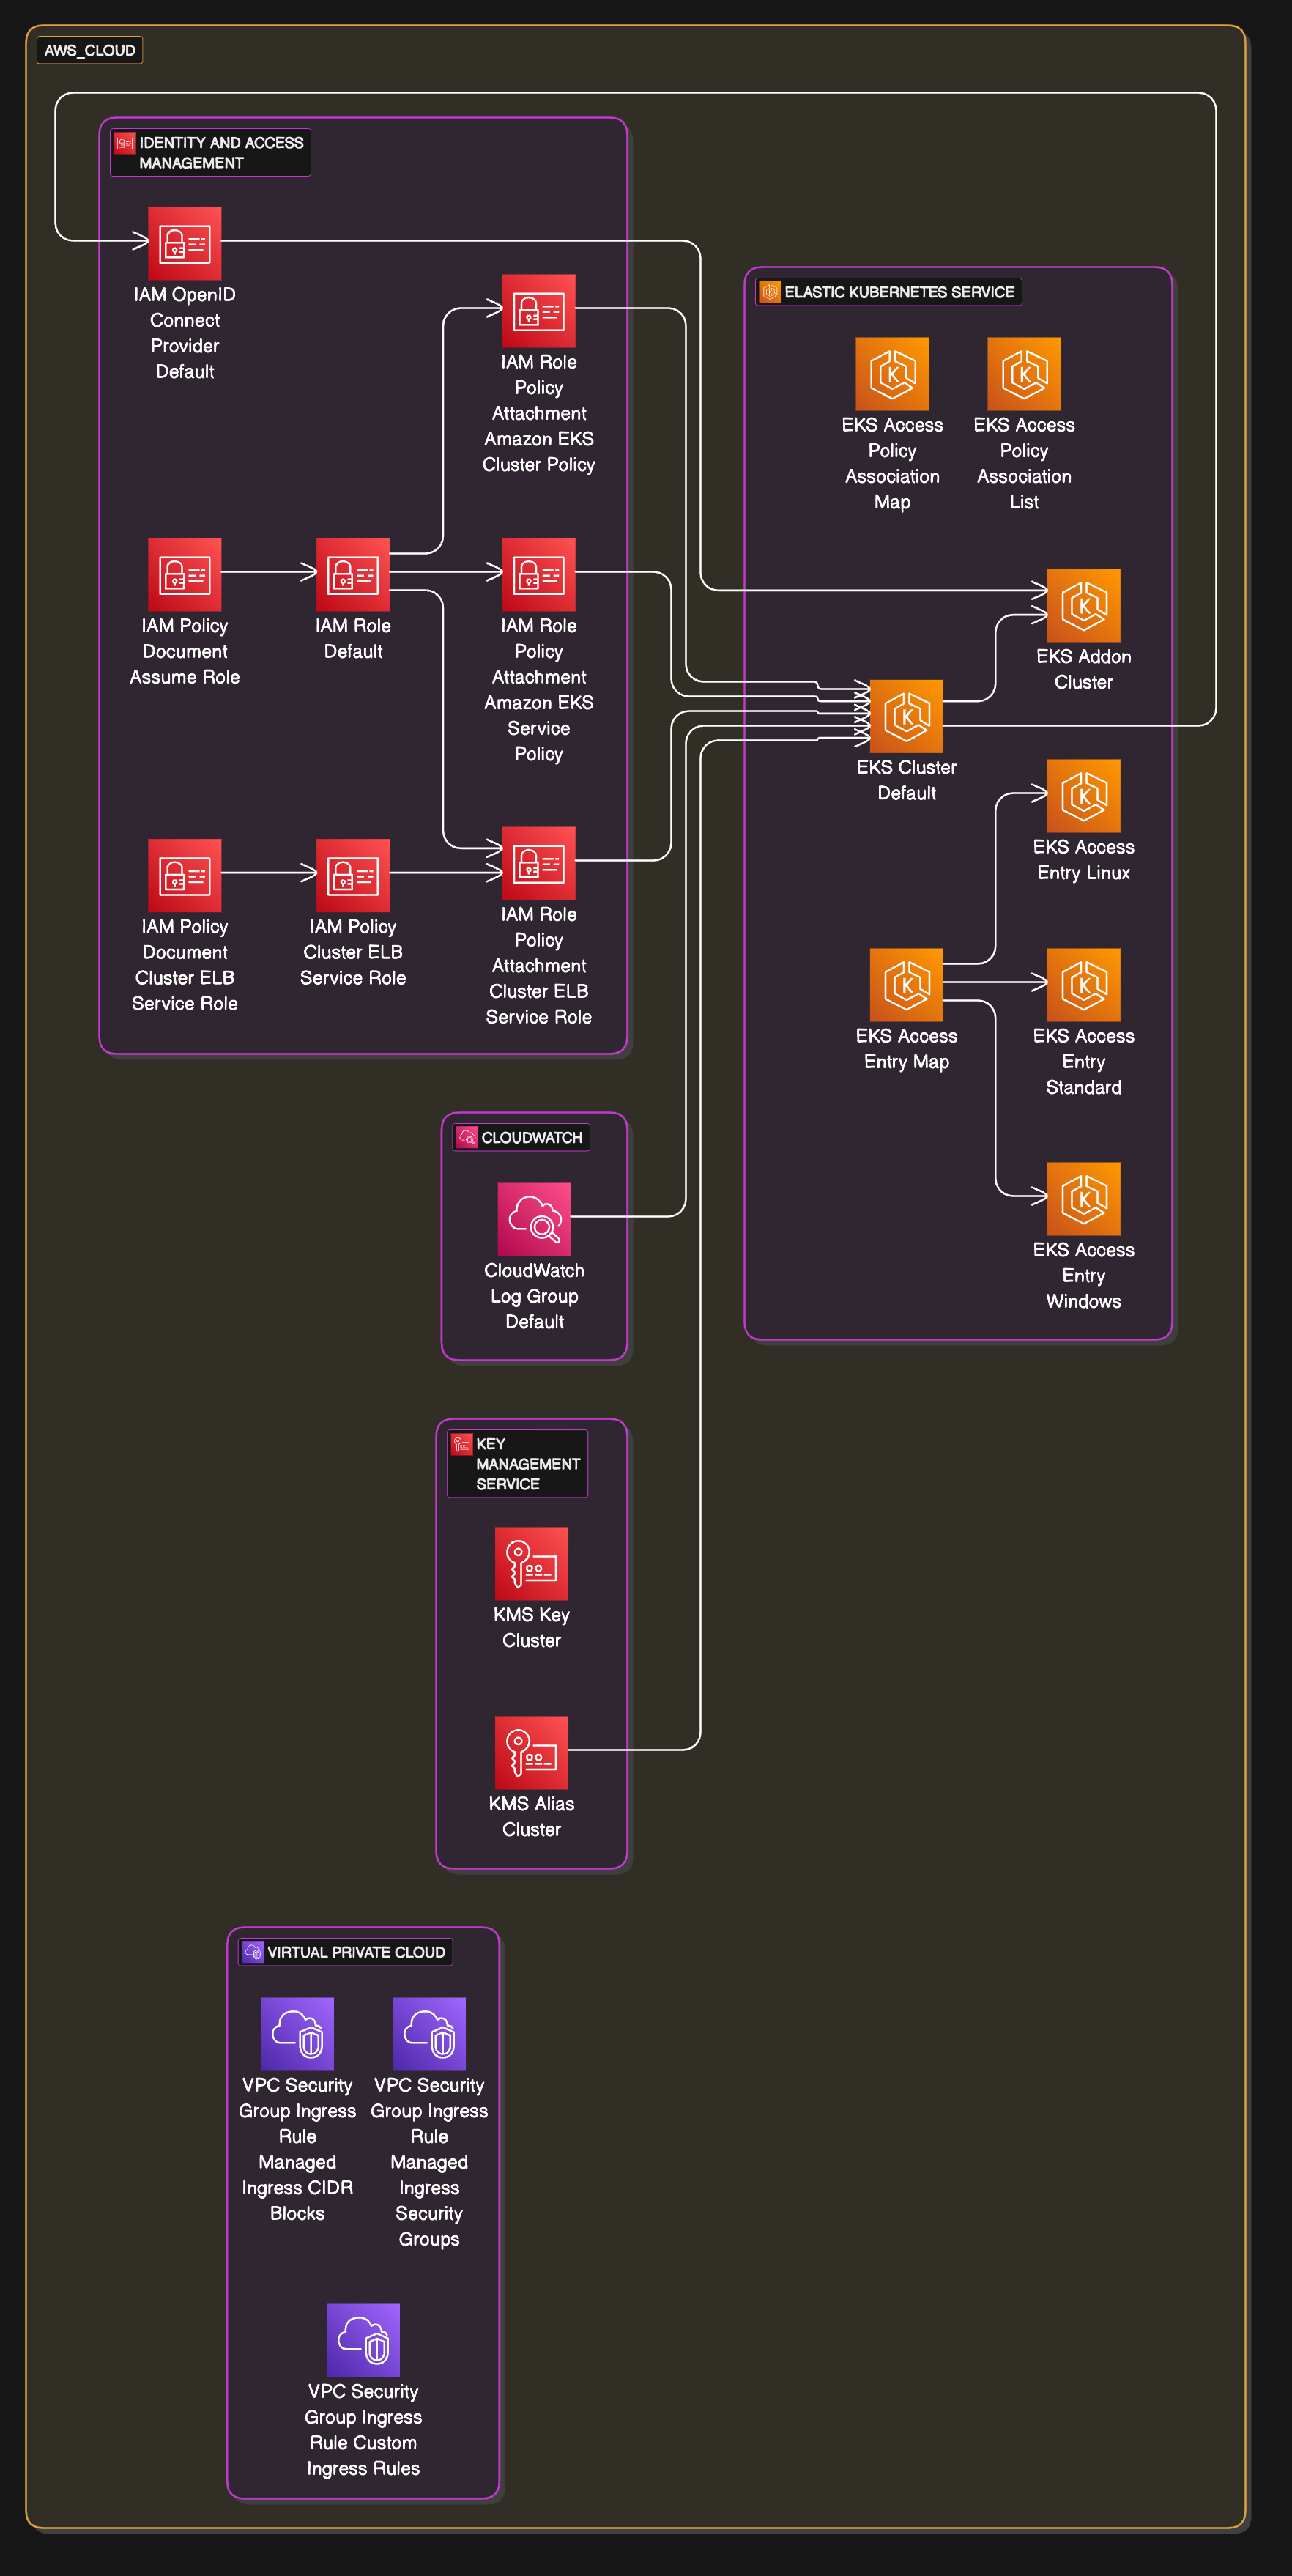 AWS_CLOUD
IDENTITY AND ACCESS
MANAGEMENT
IAM OpenID
Connect
Provider
Default
IAM Role
Policy
Attachment
Amazon EKS
Cluster Policy
IAM Policy
Document
Assume Role
IAM Role
Default
IAM Role
Policy
Attachment
Amazon EKS
Service
Policy
IAM Policy
Document
Cluster ELB
Service Role
IAM Policy
Cluster ELB
Service Role
IAM Role
Policy
Attachment
Cluster ELB
Service Role
ELASTIC KUBERNETES SERVICE
K
EKS Access
Policy
Association
Map
K
EKS Access
Policy
Association
List
K
EKS Addon
Cluster
K
EKS Cluster
Default
K
EKS Access
Entry Linux
K
EKS Access
Entry Map
K
EKS Access
Entry
Standard
K
EKS Access
Entry
Windows
CLOUDWATCH
CloudWatch
Log Group
Default
KEY
MANAGEMENT
SERVICE
KMS Key
Cluster
KMS Alias
Cluster
VIRTUAL PRIVATE CLOUD
VPC Security
Group Ingress
Rule
Managed
Ingress CIDR
Blocks
VPC Security
Group Ingress
Rule
Managed
Ingress
Security
Groups
VPC Security
Group Ingress
Rule Custom
Ingress Rules